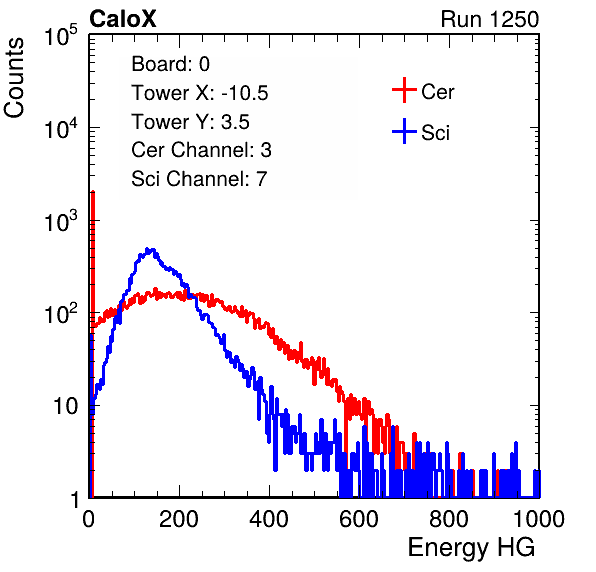 CaloX Run 1250
Counts
10^5
10^4
10^3
10^2
10
1
Board: 0
Tower X: -10.5
Tower Y: 3.5
Cer Channel: 3
Sci Channel: 7
Cer
Sci
0 200 400 600 800 1000
Energy HG